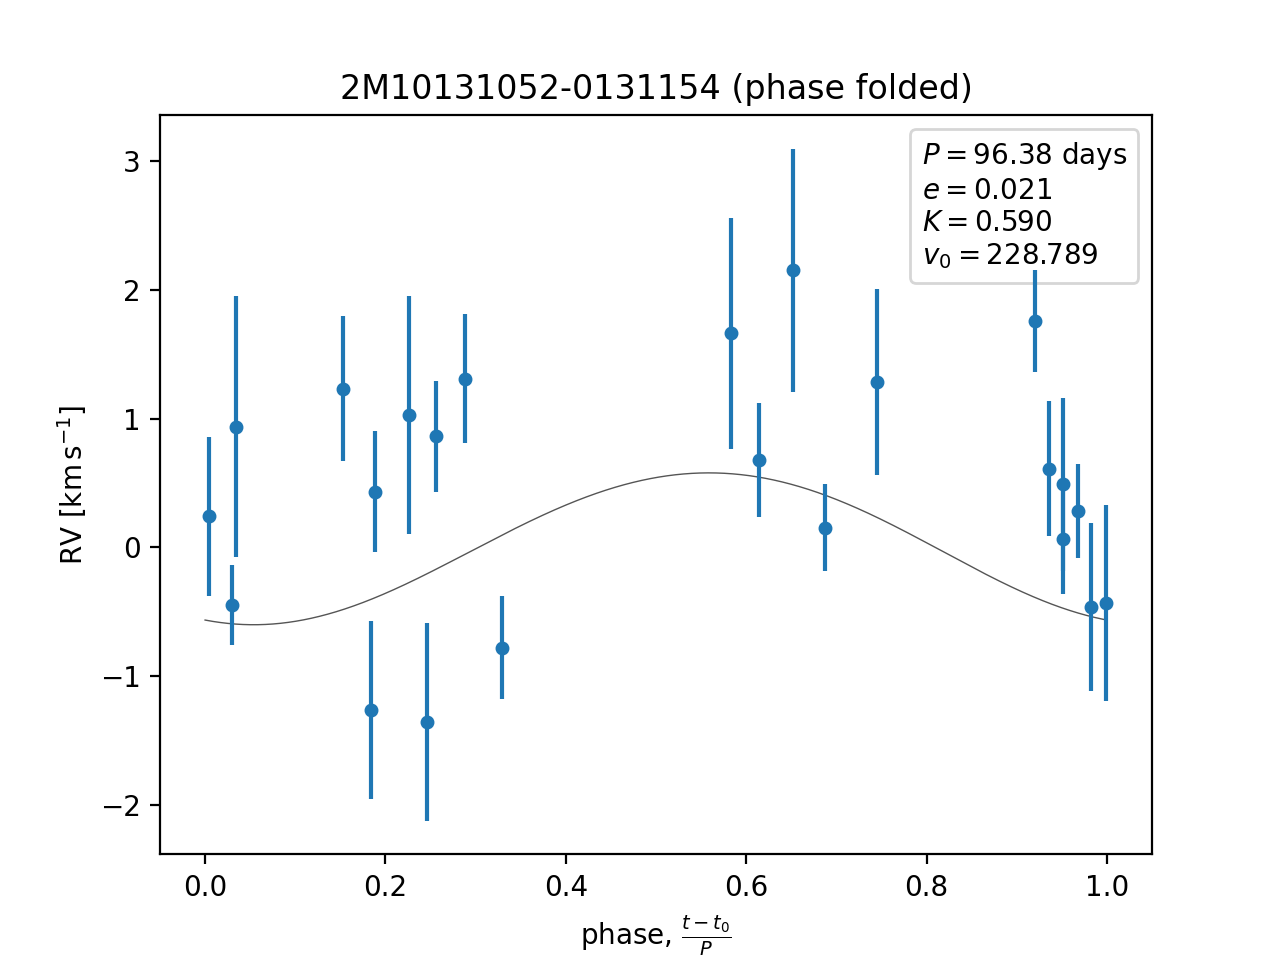 2M10131052-0131154 (phase folded)
P = 96.38 days
e = 0.021
K = 0.590
v₀ = 228.789
RV [km s⁻¹]
3
2
1
0
−1
−2
0.0 0.2 0.4 0.6 0.8 1.0
phase, (t − t₀)/P